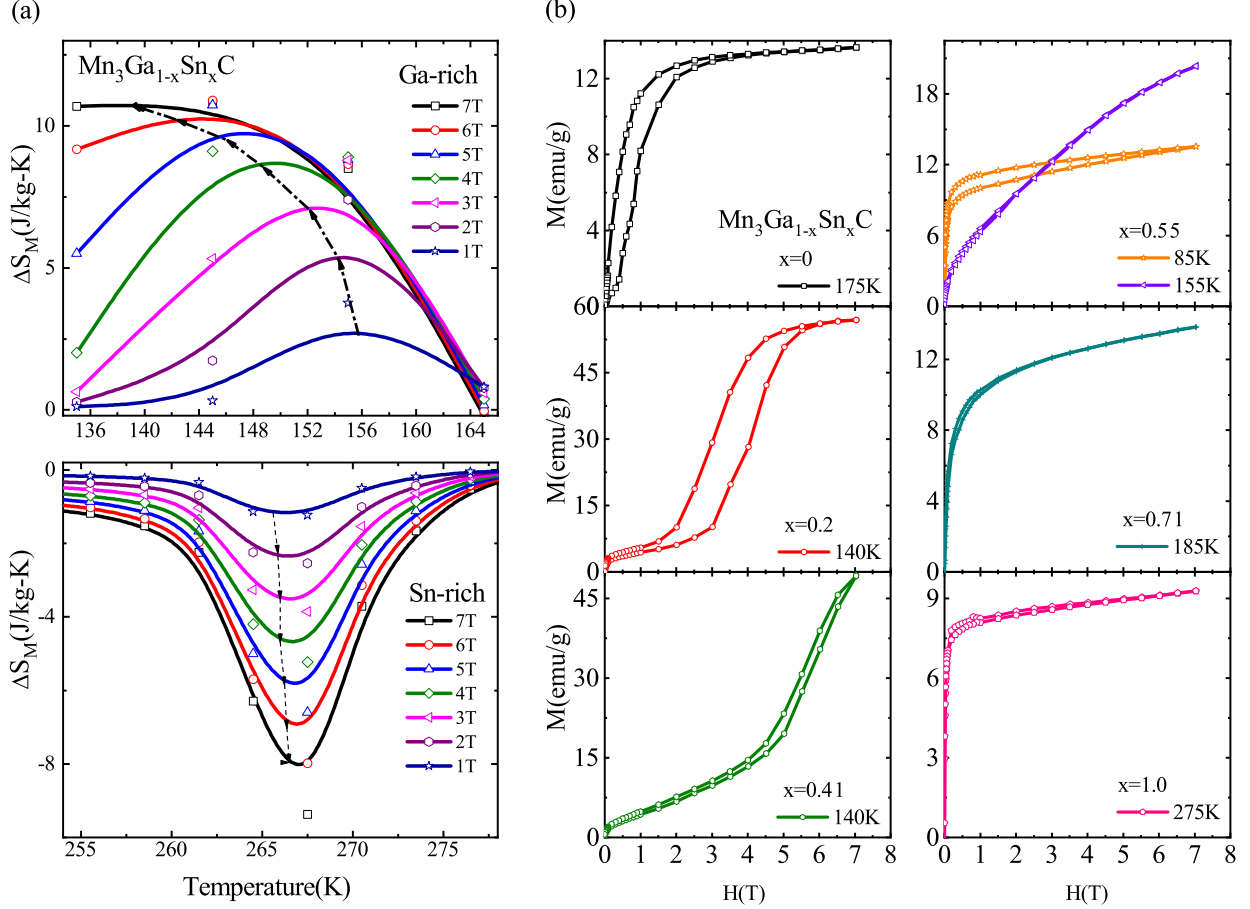 (a)
Mn3Ga1-xSnxC
Ga-rich
7T
6T
5T
4T
3T
2T
1T
ΔSM(J/kg-K)
10
5
0
136 140 144 148 152 156 160 164
0
-4
-8
ΔSM(J/kg-K)
Sn-rich
7T
6T
5T
4T
3T
2T
1T
255 260 265 270 275
Temperature(K)
(b)
M(emu/g)
12
8
4
0
Mn3Ga1-xSnxC
x=0
175K
18
12
6
0
x=0.55
85K
155K
M(emu/g)
60
45
30
15
0
x=0.2
140K
12
8
4
0
x=0.71
185K
M(emu/g)
45
30
15
0
x=0.41
140K
0 1 2 3 4 5 6 7 8
H(T)
9
6
3
0
x=1.0
275K
0 1 2 3 4 5 6 7 8
H(T)